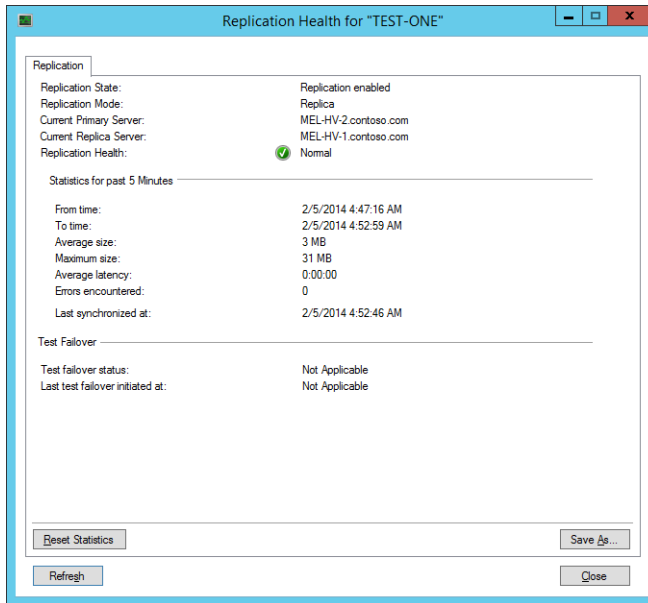 Replication Health for "TEST-ONE"
Replication
Replication State: Replication enabled
Replication Mode: Replica
Current Primary Server: MEL-HV-2.contoso.com
Current Replica Server: MEL-HV-1.contoso.com
Replication Health: Normal
Statistics for past 5 Minutes
From time: 2/5/2014 4:47:16 AM
To time: 2/5/2014 4:52:59 AM
Average size: 3 MB
Maximum size: 31 MB
Average latency: 0:00:00
Errors encountered: 0
Last synchronized at: 2/5/2014 4:52:46 AM
Test Failover
Test failover status: Not Applicable
Last test failover initiated at: Not Applicable
Reset Statistics Save As...
Refresh Close